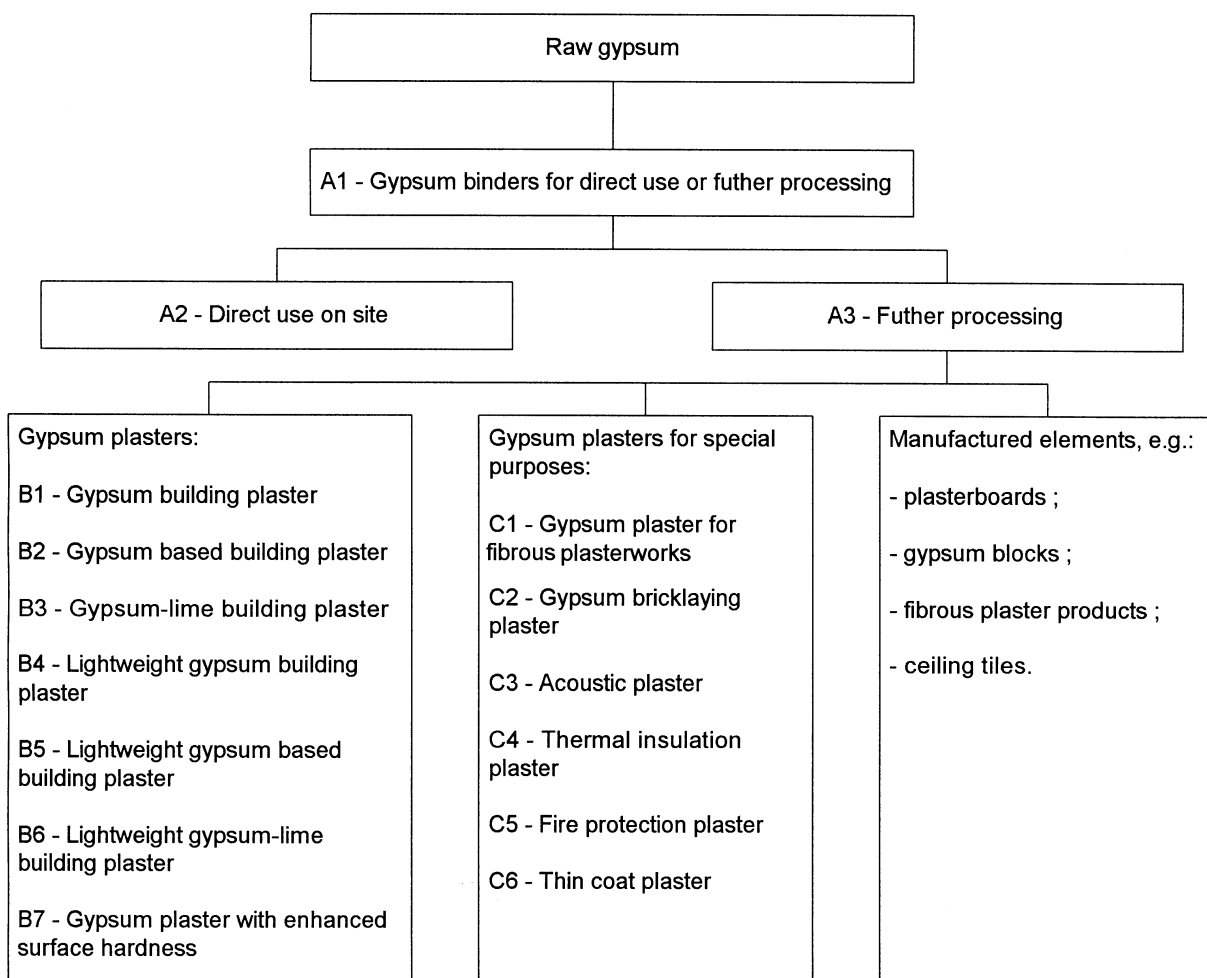 Raw gypsum
A1 - Gypsum binders for direct use or futher processing
A2 - Direct use on site
A3 - Futher processing
Gypsum plasters:
B1 - Gypsum building plaster
B2 - Gypsum based building plaster
B3 - Gypsum-lime building plaster
B4 - Lightweight gypsum building
plaster
B5 - Lightweight gypsum based
building plaster
B6 - Lightweight gypsum-lime
building plaster
B7 - Gypsum plaster with enhanced
surface hardness
Gypsum plasters for special
purposes:
C1 - Gypsum plaster for
fibrous plasterworks
C2 - Gypsum bricklaying
plaster
C3 - Acoustic plaster
C4 - Thermal insulation
plaster
C5 - Fire protection plaster
C6 - Thin coat plaster
Manufactured elements, e.g.:
- plasterboards ;
- gypsum blocks ;
- fibrous plaster products ;
- ceiling tiles.